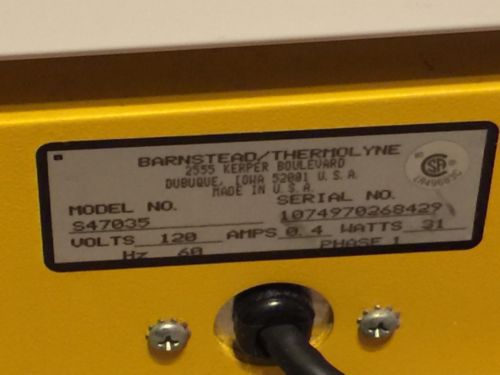 BARNSTEAD/THERMOLYNE
2555 KERPER BOULEVARD
DUBUQUE, IOWA 52001 U.S.A.
MADE IN U.S.A.
MODEL NO. SERIAL NO.
S47035 1074970268429
VOLTS 120 AMPS 0.4 WATTS 31
Hz 60 PHASE 1